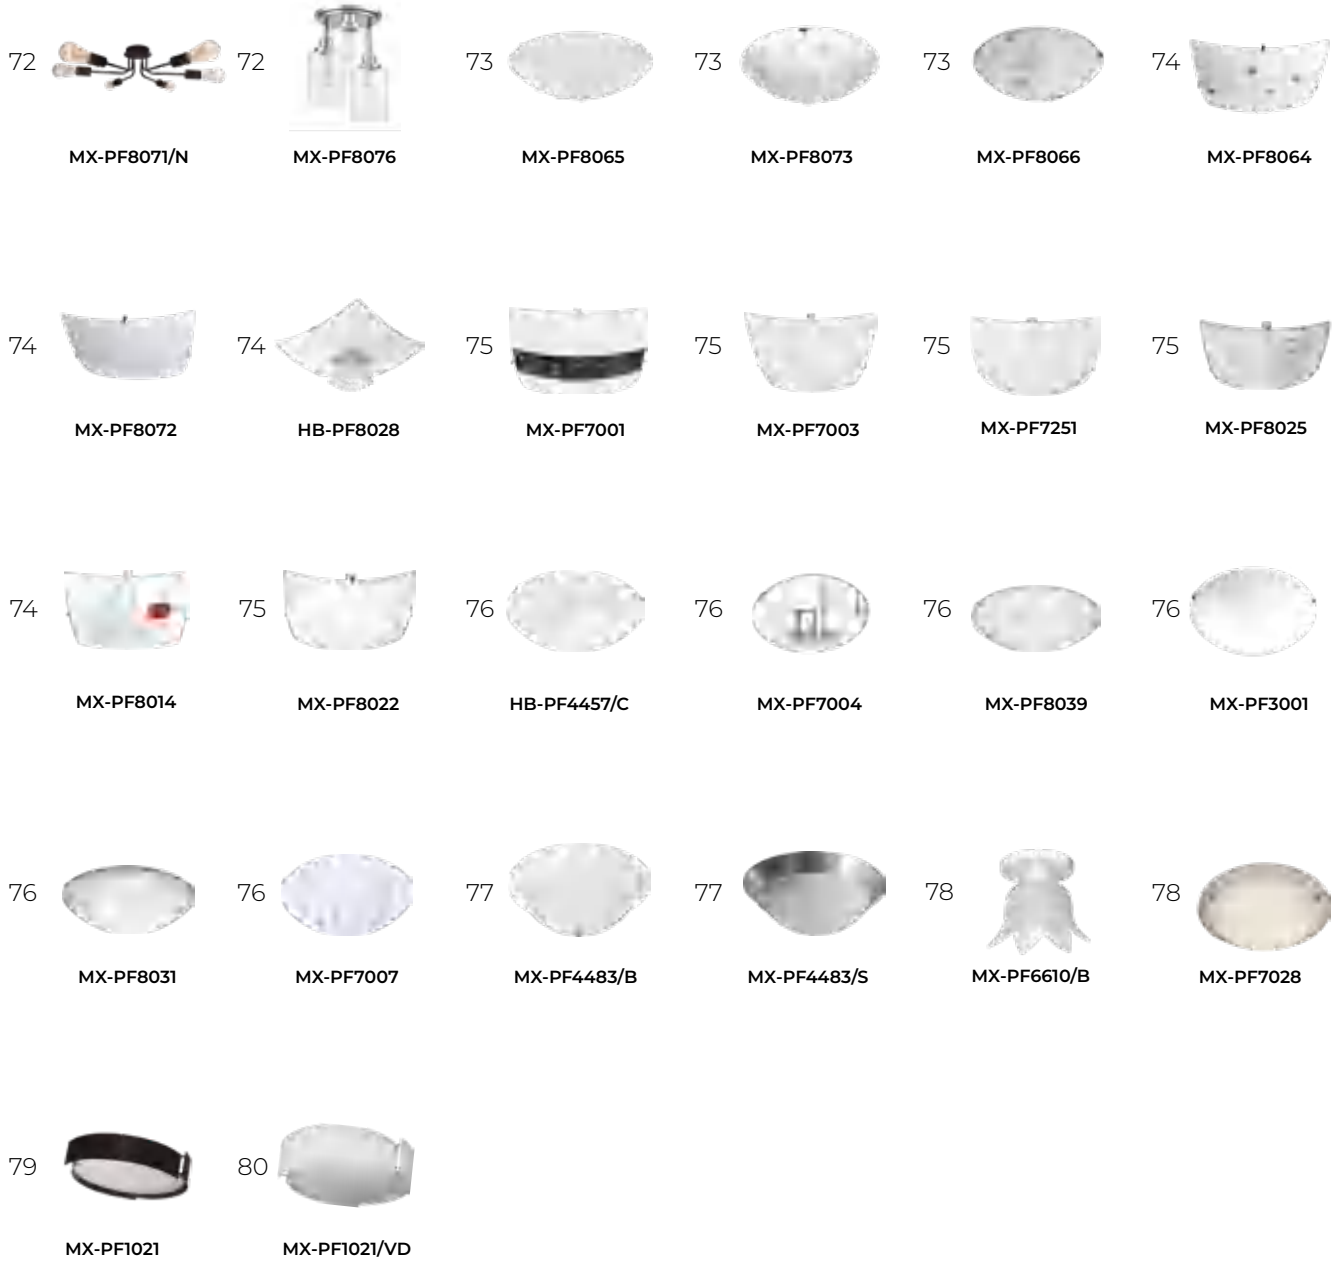 72 72 73 73 73 74
MX-PF8071/N MX-PF8076 MX-PF8065 MX-PF8073 MX-PF8066 MX-PF8064
74 74 75 75 75 75
MX-PF8072 HB-PF8028 MX-PF7001 MX-PF7003 MX-PF7251 MX-PF8025
74 75 76 76 76 76
MX-PF8014 MX-PF8022 HB-PF4457/C MX-PF7004 MX-PF8039 MX-PF3001
76 76 77 77 78 78
MX-PF8031 MX-PF7007 MX-PF4483/B MX-PF4483/S MX-PF6610/B MX-PF7028
79 80
MX-PF1021 MX-PF1021/VD